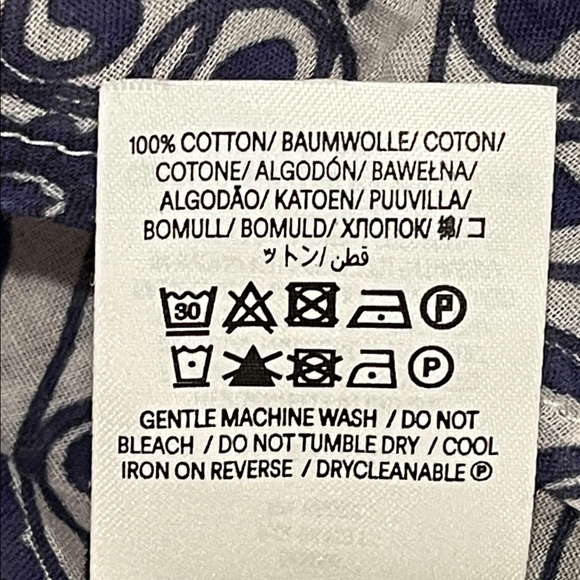 100% COTTON/ BAUMWOLLE/ COTON/
COTONE/ ALGODÓN/ BAWEŁNA/
ALGODÃO/ KATOEN/ PUUVILLA/
BOMULL/ BOMULD/ ХЛОПОК/ 棉/ コ
ットン/ قطن/
30 P
P
GENTLE MACHINE WASH / DO NOT
BLEACH / DO NOT TUMBLE DRY / COOL
IRON ON REVERSE / DRYCLEANABLE Ⓟ